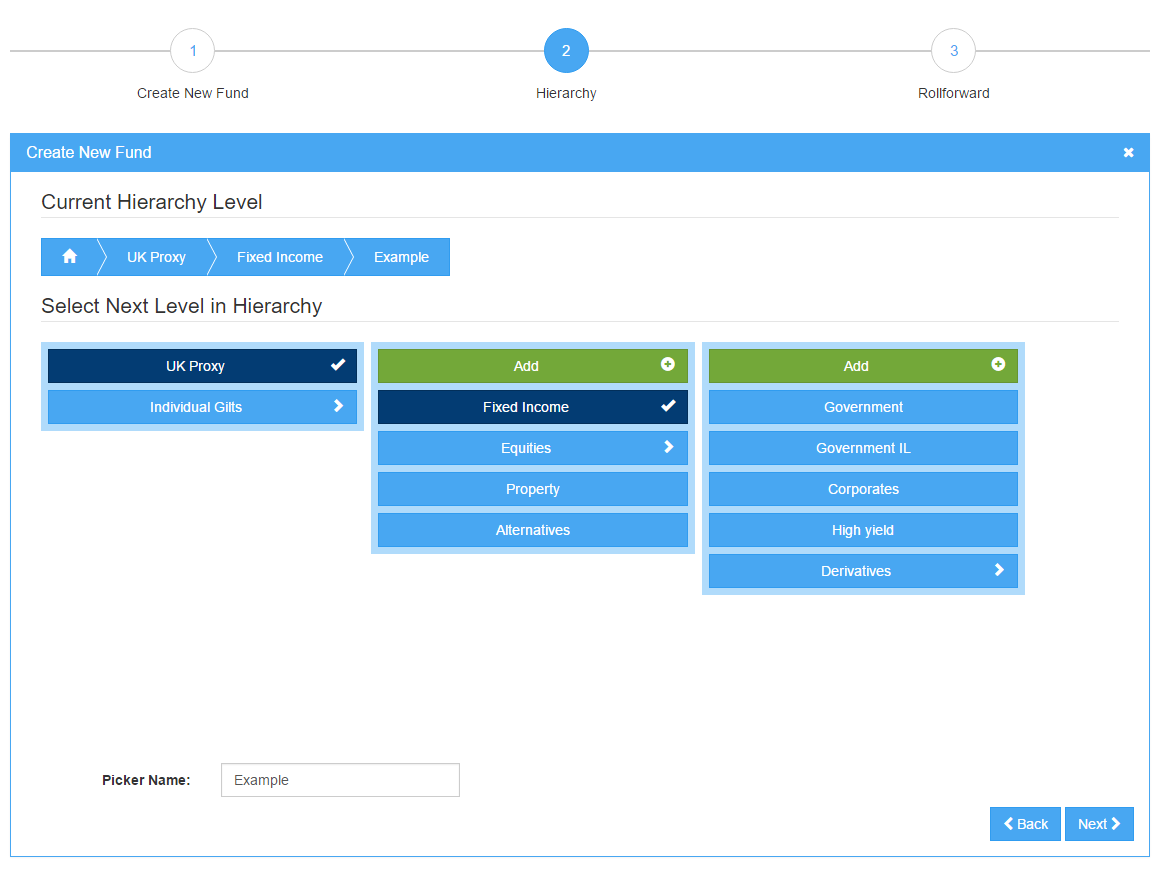 1
2
3
Create New Fund
Hierarchy
Rollforward
Create New Fund
Current Hierarchy Level
UK Proxy
Fixed Income
Example
Select Next Level in Hierarchy
UK Proxy
Individual Gilts
Add
Fixed Income
Equities
Property
Alternatives
Add
Government
Government IL
Corporates
High yield
Derivatives
Picker Name:
Example
Back
Next